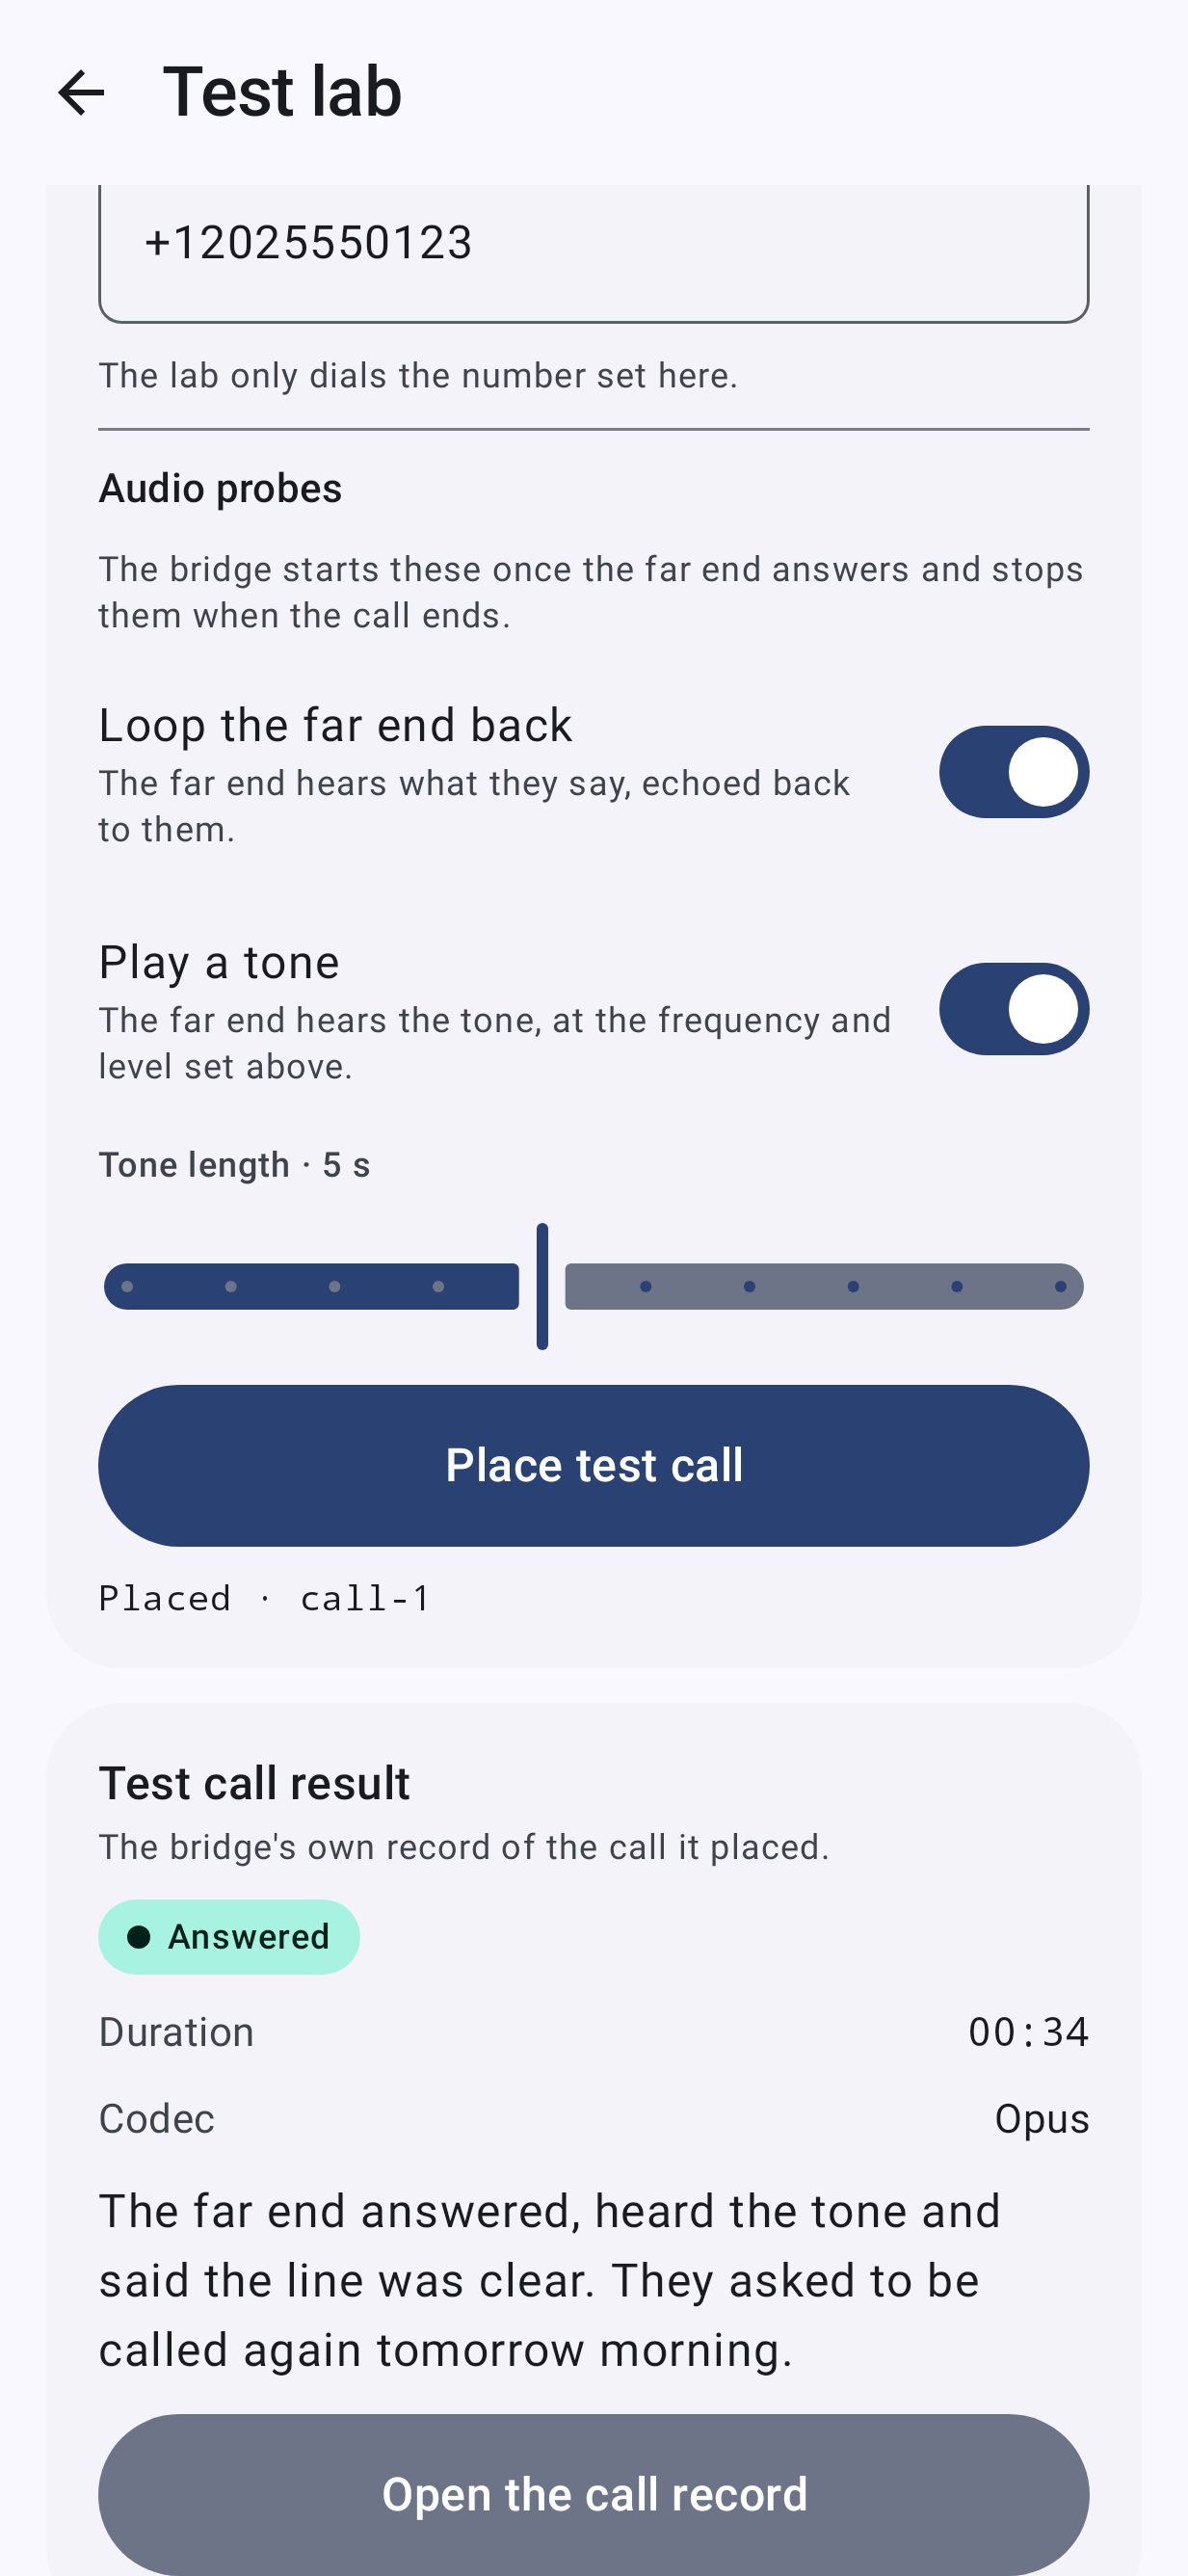 Test lab
+12025550123
The lab only dials the number set here.
Audio probes
The bridge starts these once the far end answers and stops
them when the call ends.
Loop the far end back
The far end hears what they say, echoed back
to them.
Play a tone
The far end hears the tone, at the frequency and
level set above.
Tone length · 5 s
Place test call
Placed · call-1
Test call result
The bridge's own record of the call it placed.
Answered
Duration 00:34
Codec Opus
The far end answered, heard the tone and
said the line was clear. They asked to be
called again tomorrow morning.
Open the call record